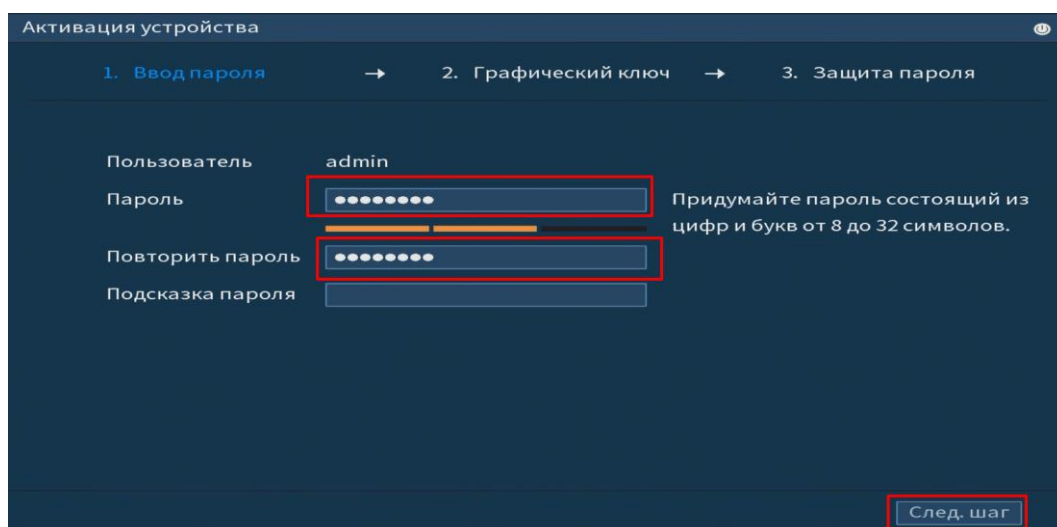 Активация устройства
1. Ввод пароля → 2. Графический ключ → 3. Защита пароля
Пользователь admin
Пароль ●●●●●●●● Придумайте пароль состоящий из
цифр и букв от 8 до 32 символов.
Повторить пароль ●●●●●●●●
Подсказка пароля
След. шаг